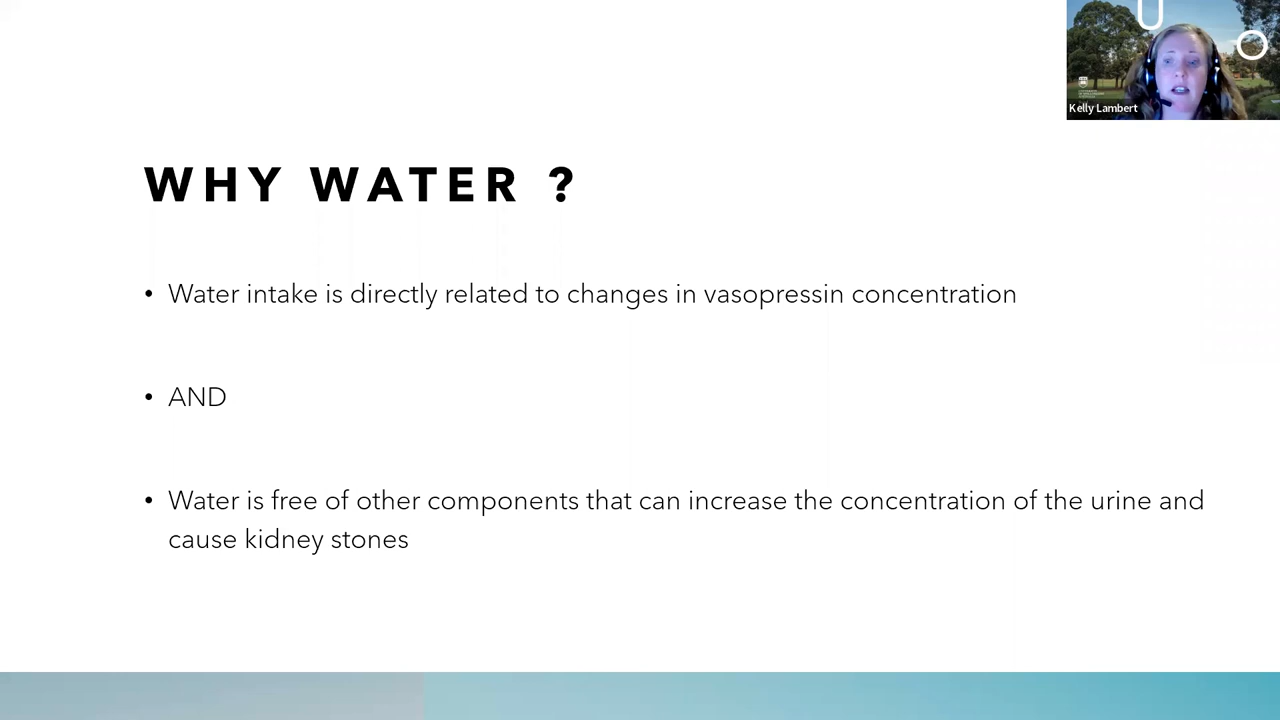 Kelly Lambert
WHY WATER ?
• Water intake is directly related to changes in vasopressin concentration
• AND
• Water is free of other components that can increase the concentration of the urine and
cause kidney stones